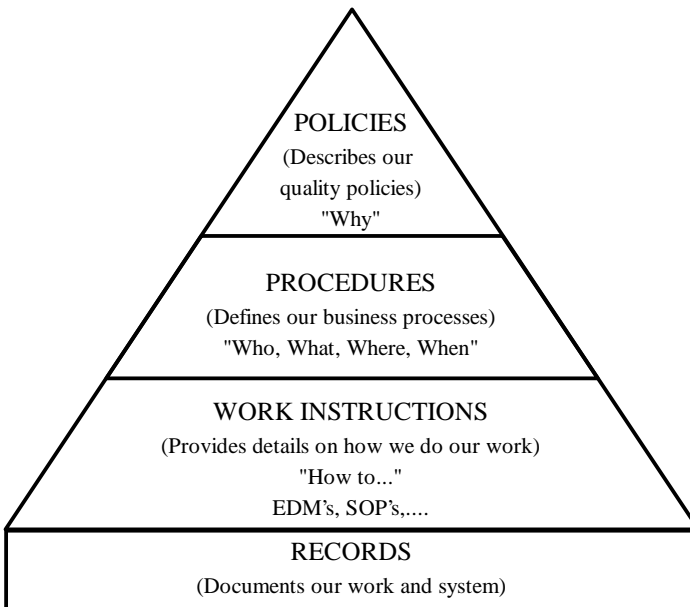 POLICIES
(Describes our
quality policies)
"Why"
PROCEDURES
(Defines our business processes)
"Who, What, Where, When"
WORK INSTRUCTIONS
(Provides details on how we do our work)
"How to..."
EDM’s, SOP’s,....
RECORDS
(Documents our work and system)